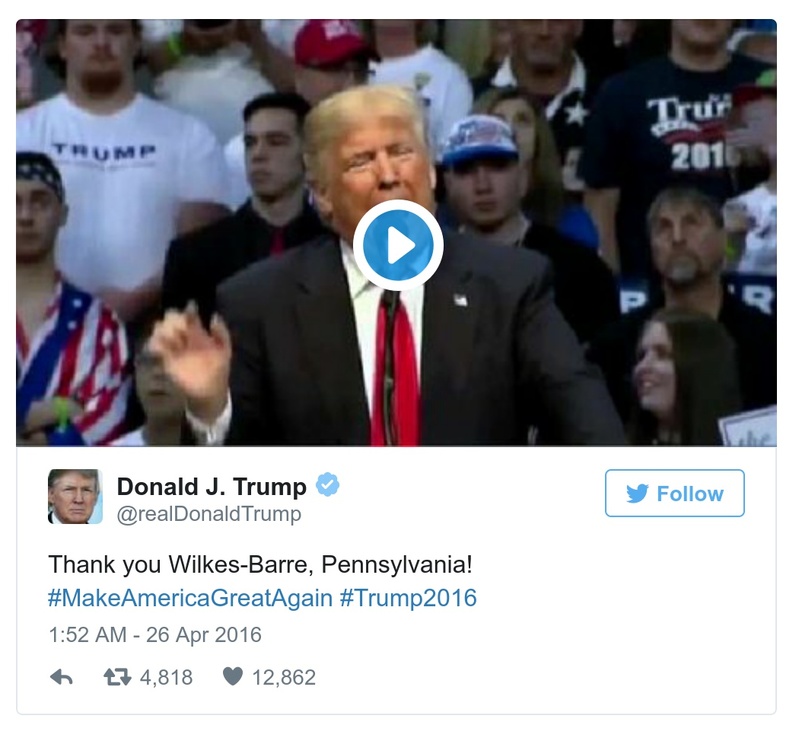 TRUMP
2016
Donald J. Trump
Follow
@realDonaldTrump
Thank you Wilkes-Barre, Pennsylvania!
#MakeAmericaGreatAgain #Trump2016
1:52 AM - 26 Apr 2016
4,818
12,862